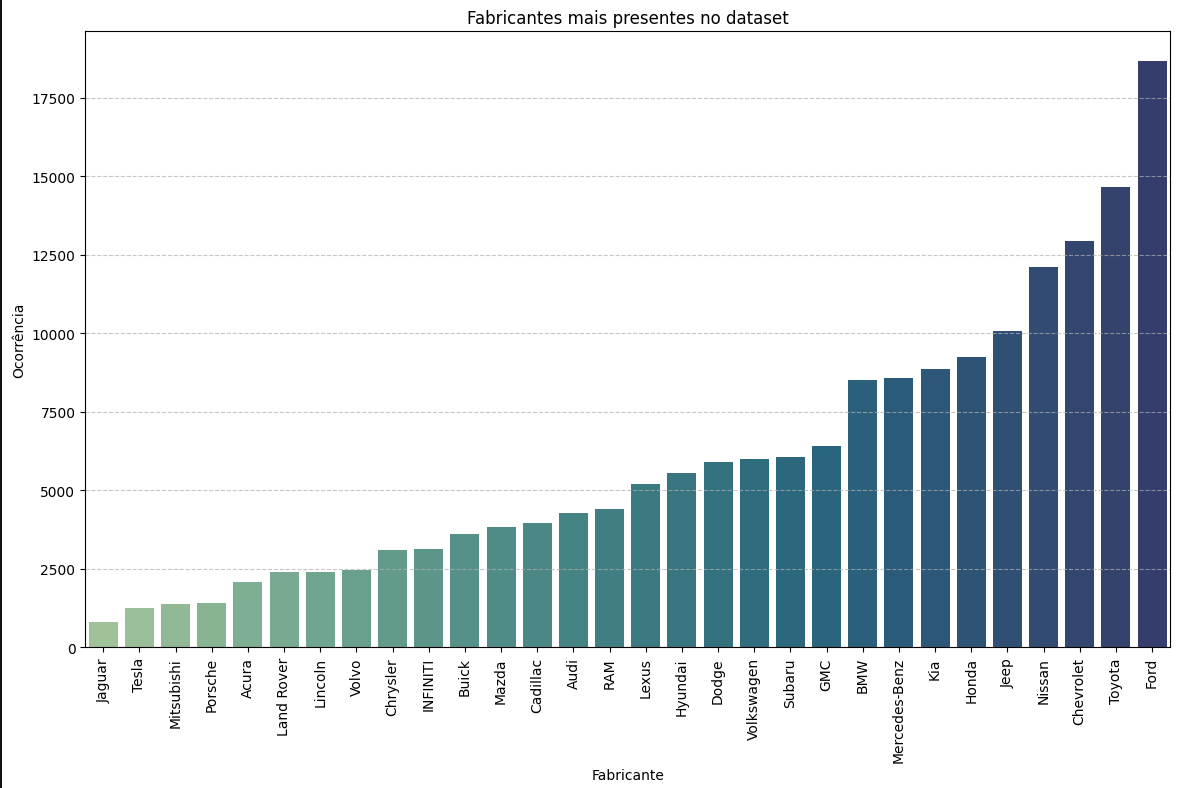 Fabricantes mais presentes no dataset
17500
15000
12500
10000
7500
5000
2500
0
Ocorrência
Jaguar
Tesla
Mitsubishi
Porsche
Acura
Land Rover
Lincoln
Volvo
Chrysler
INFINITI
Buick
Mazda
Cadillac
Audi
RAM
Lexus
Hyundai
Dodge
Volkswagen
Subaru
GMC
BMW
Mercedes-Benz
Kia
Honda
Jeep
Nissan
Chevrolet
Toyota
Ford
Fabricante